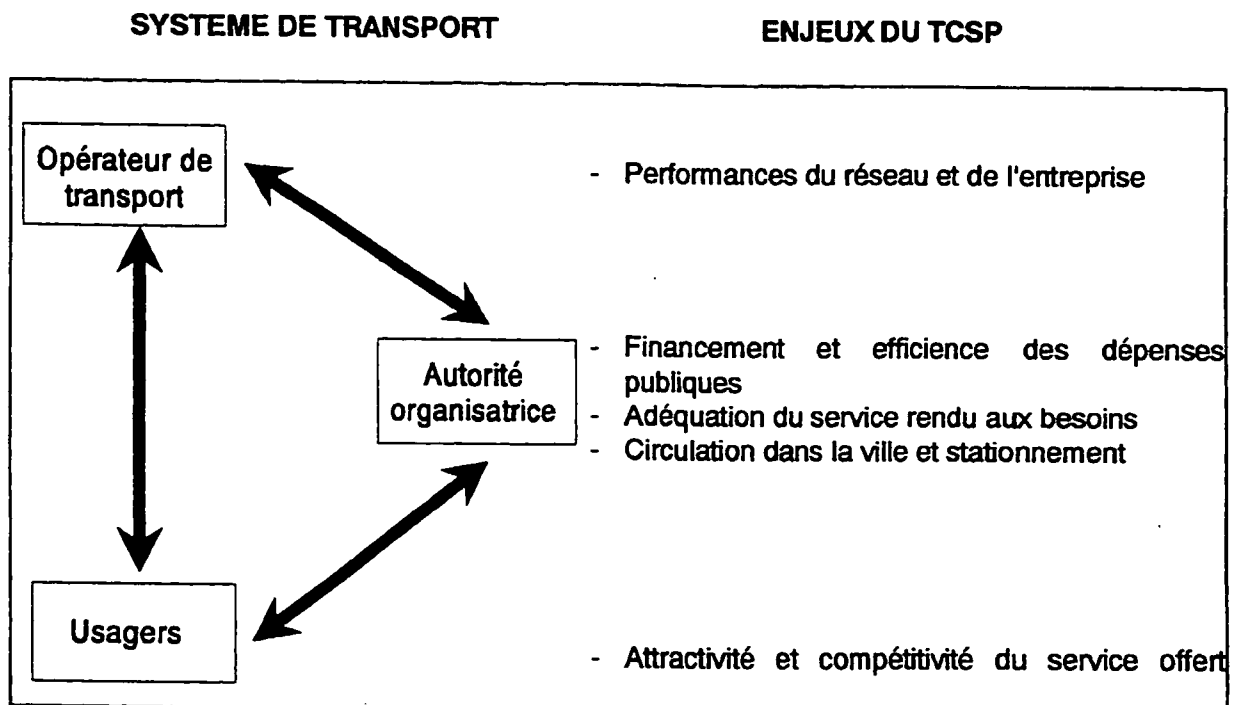 SYSTEME DE TRANSPORT
ENJEUX DU TCSP
Opérateur de
transport
- Performances du réseau et de l'entreprise
Autorité
organisatrice
- Financement et efficience des dépenses
publiques
- Adéquation du service rendu aux besoins
- Circulation dans la ville et stationnement
Usagers
- Attractivité et compétitivité du service offert